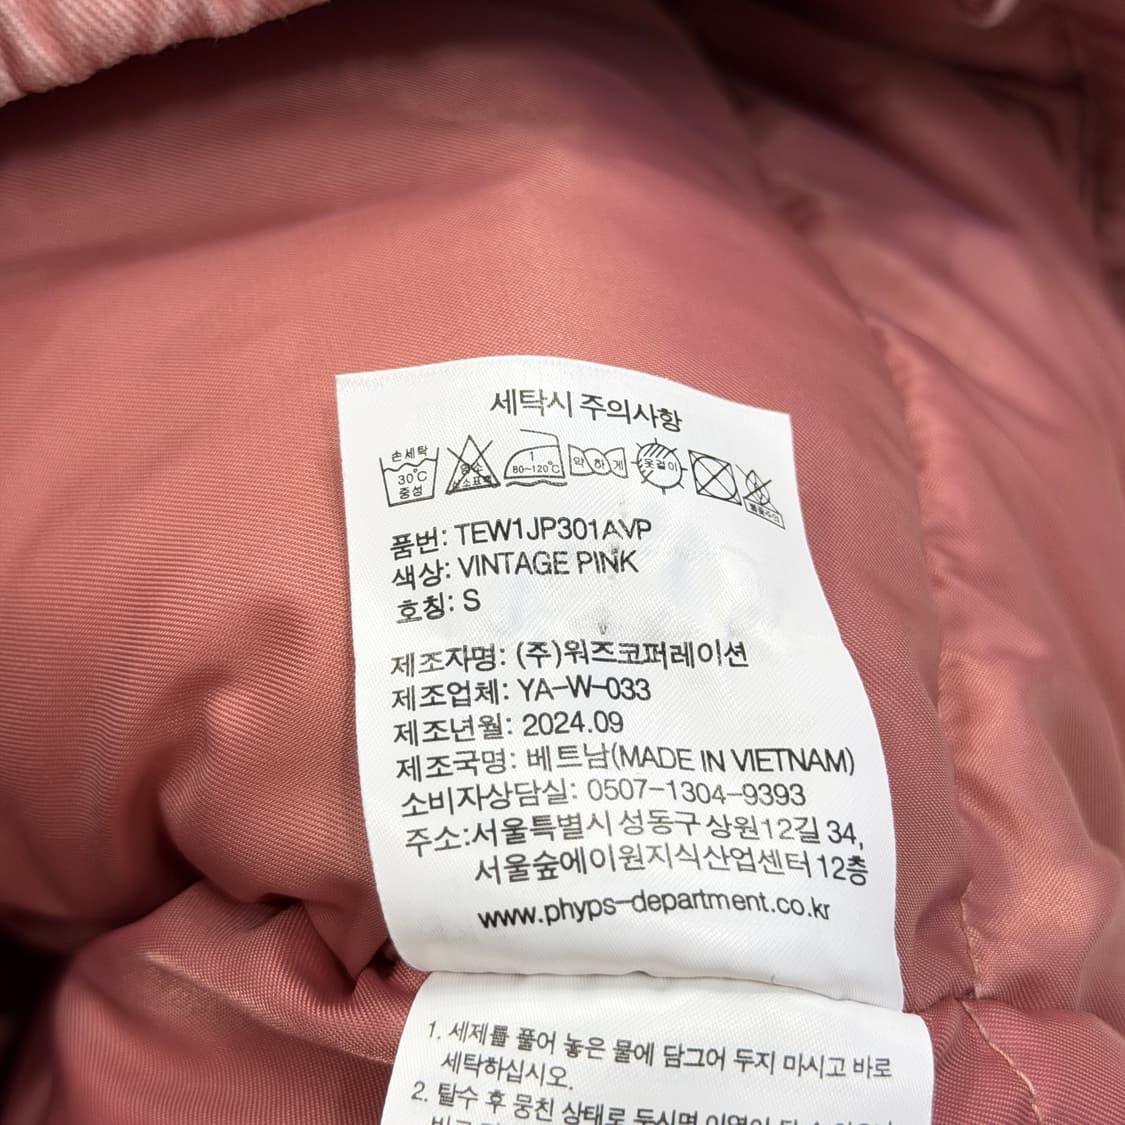 세탁시 주의사항
손세탁
30℃
중성
염소
산소표백
1
80~120℃
약하게
옷걸이
품번: TEW1JP301AVP
색상: VINTAGE PINK
호칭: S
제조자명: (주)워즈코퍼레이션
제조업체: YA-W-033
제조년월: 2024.09
제조국명: 베트남(MADE IN VIETNAM)
소비자상담실: 0507-1304-9393
주소:서울특별시 성동구 상원12길 34,
서울숲에이원지식산업센터 12층
www.phyps-department.co.kr
1. 세제를 풀어 놓은 물에 담그어 두지 마시고 바로
세탁하십시오.
2. 탈수 후 뭉친 상태로 두시면